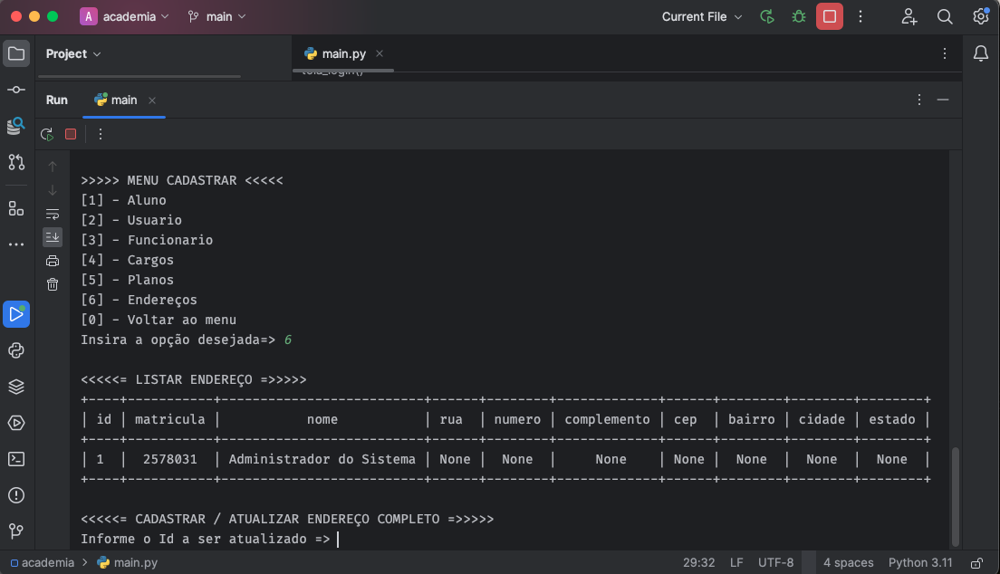 A academia main Current File
Project main.py
tela_login()
Run main
>>>>> MENU CADASTRAR <<<<<
[1] - Aluno
[2] - Usuario
[3] - Funcionario
[4] - Cargos
[5] - Planos
[6] - Endereços
[0] - Voltar ao menu
Insira a opção desejada=> 6
<<<<<= LISTAR ENDEREÇO =>>>>>
+----+-----------+--------------------------+------+--------+-------------+------+--------+--------+--------+
| id | matricula | nome | rua | numero | complemento | cep | bairro | cidade | estado |
+----+-----------+--------------------------+------+--------+-------------+------+--------+--------+--------+
| 1 | 2578031 | Administrador do Sistema | None | None | None | None | None | None | None |
+----+-----------+--------------------------+------+--------+-------------+------+--------+--------+--------+
<<<<<= CADASTRAR / ATUALIZAR ENDEREÇO COMPLETO =>>>>>
Informe o Id a ser atualizado =>
academia > main.py 29:32 LF UTF-8 4 spaces Python 3.11